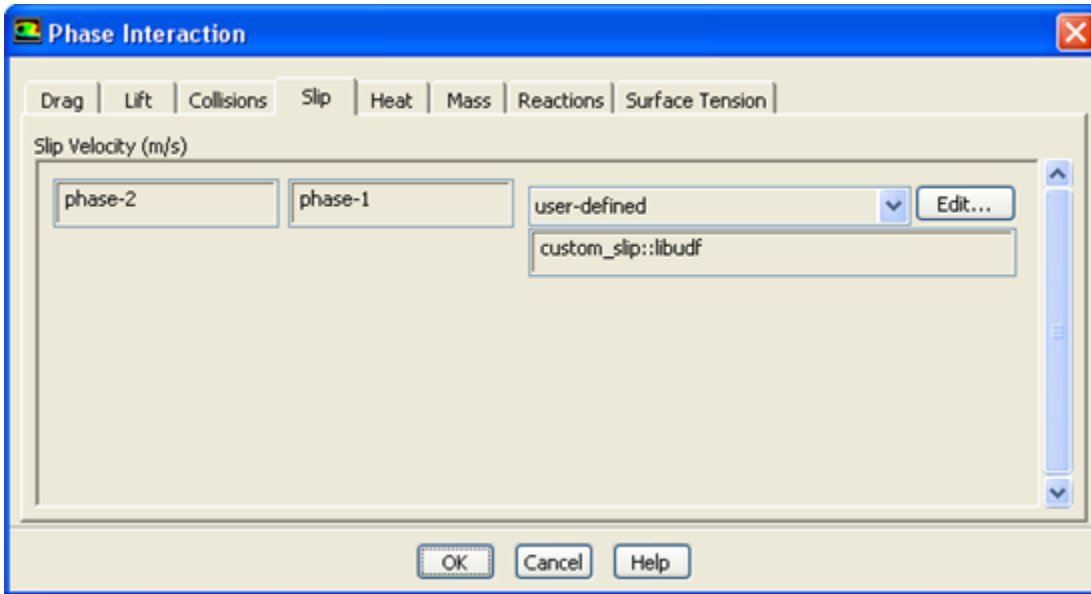 Phase Interaction
Drag Lift Collisions Slip Heat Mass Reactions Surface Tension
Slip Velocity (m/s)
phase-2 phase-1 user-defined Edit...
custom_slip::libudf
OK Cancel Help